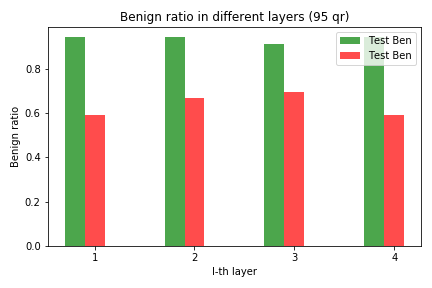 Benign ratio in different layers (95 qr)
Test Ben
Test Ben
Benign ratio
0.8
0.6
0.4
0.2
0.0
1 2 3 4
l-th layer